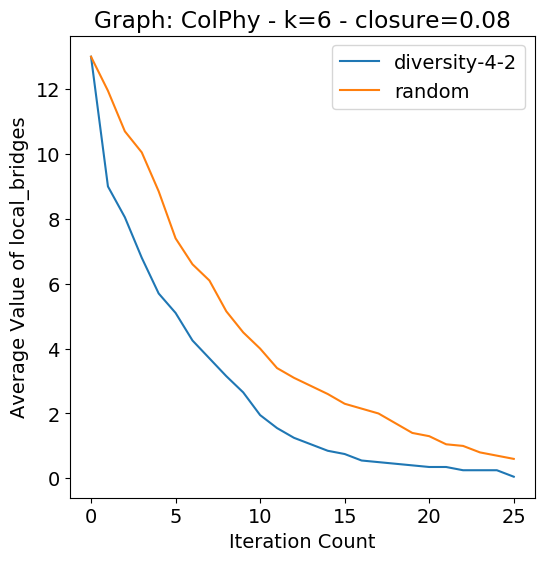 Graph: ColPhy - k=6 - closure=0.08
diversity-4-2
random
Average Value of local_bridges
12
10
8
6
4
2
0
0 5 10 15 20 25
Iteration Count